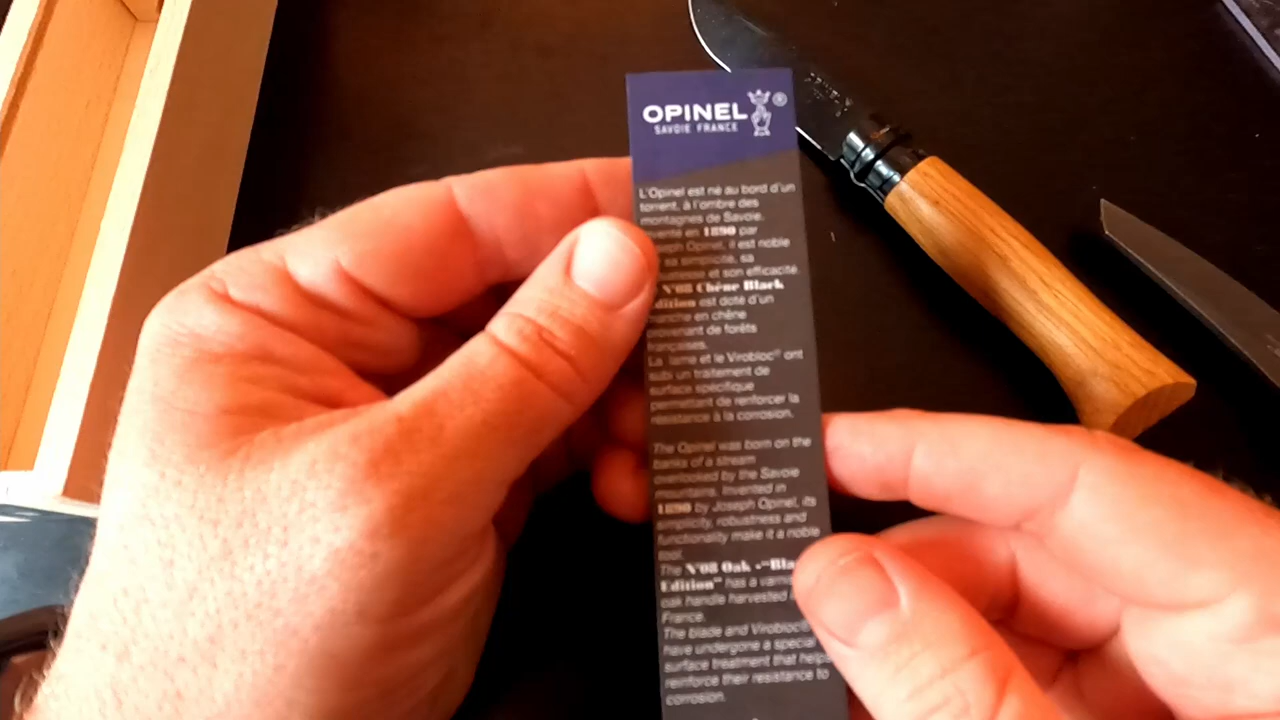 OPINEL ®
SAVOIE FRANCE
L'Opinel est né au bord d'un
torrent, à l'ombre des
montagnes de Savoie.
en 1890 par
Joseph Opinel, il est noble
sa simplicité, sa
et son efficacité.
N°08 Chêne Black
Edition est doté d'un
manche en chêne
provenant de forêts
françaises.
La lame et le Virobloc® ont
subi un traitement de
surface spécifique
permettant de renforcer la
résistance à la corrosion.
The Opinel was born on the
banks of a stream
overlooked by the Savoie
mountains. Invented in
1890 by Joseph Opinel, its
simplicity, robustness and
functionality make it a noble
tool.
The N°08 Oak -"Bla
Edition" has a varn
oak handle harvested
France.
The blade and Virobloc®
have undergone a special
surface treatment that helps
reinforce their resistance to
corrosion.